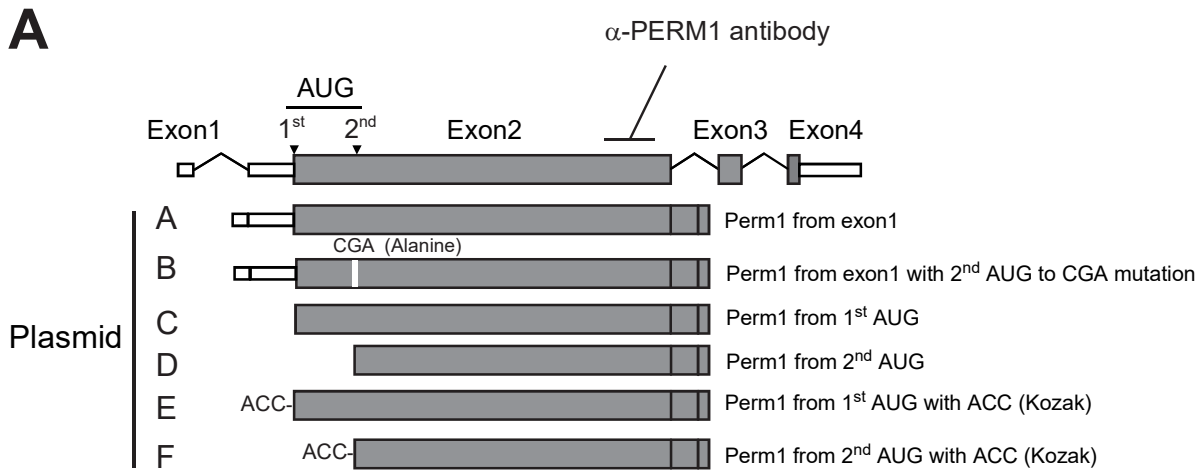 A
α-PERM1 antibody
AUG
Exon1 1st 2nd Exon2 Exon3 Exon4
A Perm1 from exon1
CGA (Alanine)
B Perm1 from exon1 with 2nd AUG to CGA mutation
C Perm1 from 1st AUG
Plasmid
D Perm1 from 2nd AUG
E ACC- Perm1 from 1st AUG with ACC (Kozak)
F ACC- Perm1 from 2nd AUG with ACC (Kozak)